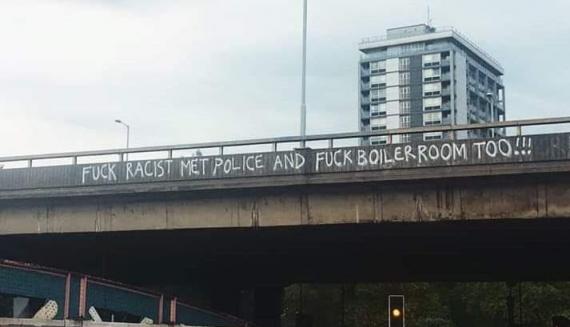 FUCK RACIST MET POLICE AND FUCK BOILER ROOM TOO!!!